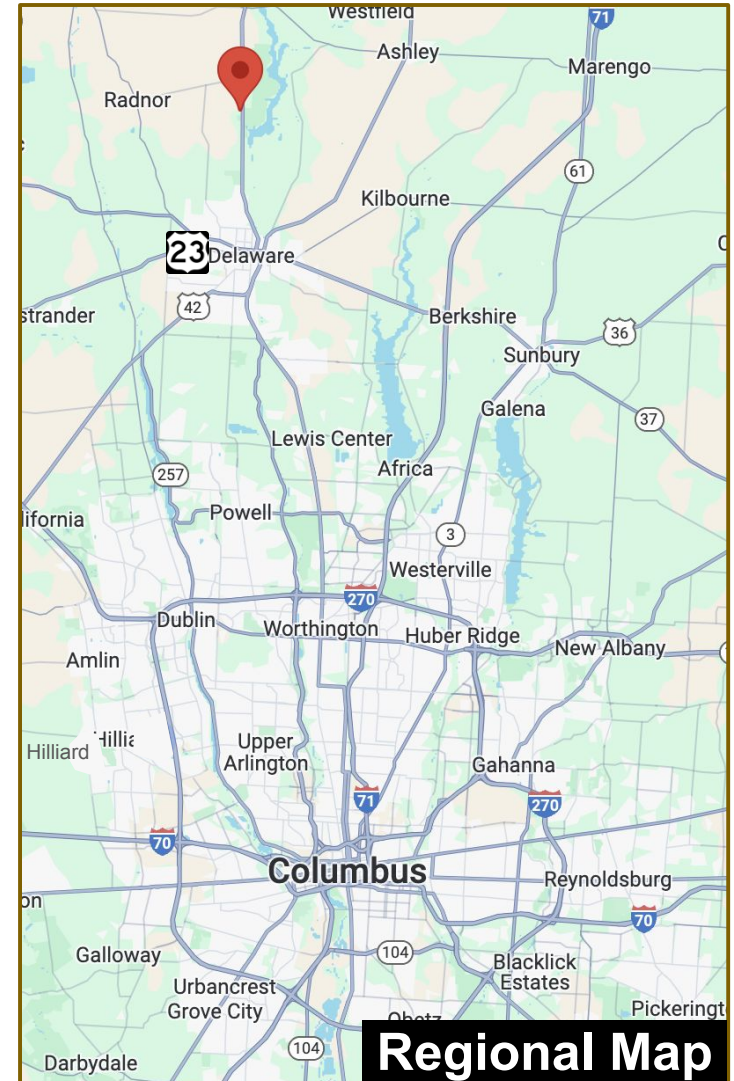 Westfield
71
Ashley
Marengo
Radnor
61
Kilbourne
23
Delaware
42
strander
Berkshire
36
Sunbury
Galena
37
Lewis Center
Africa
257
lifornia
Powell
3
Westerville
270
Dublin
Worthington
Huber Ridge
New Albany
Amlin
Hillia
Hilliard
Upper
Arlington
Gahanna
71
270
70
Columbus
Reynoldsburg
on
70
104
Galloway
Blacklick
Estates
Urbancrest
Grove City
Pickeringt
Obetz
104
Regional Map
Darbydale